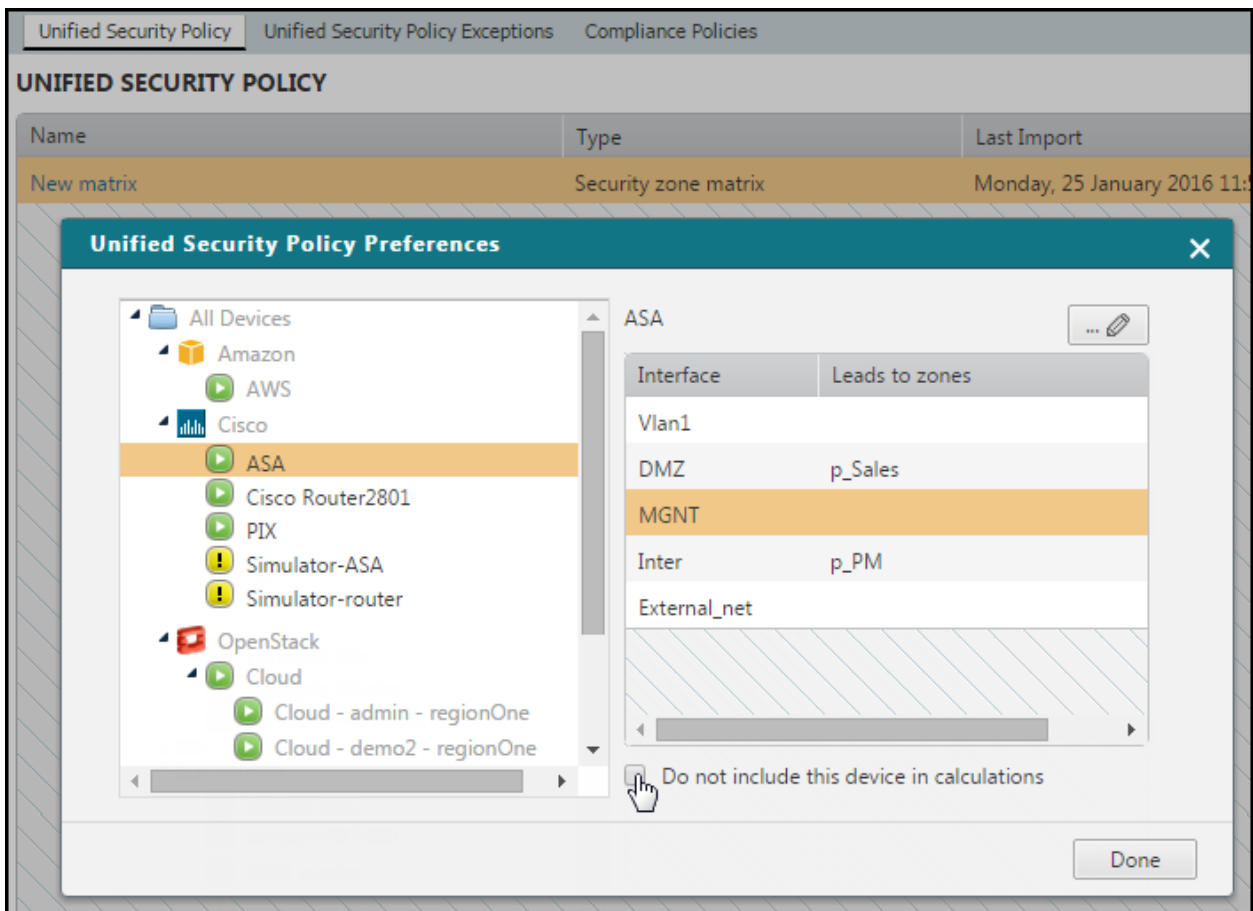 Unified Security Policy Unified Security Policy Exceptions Compliance Policies
UNIFIED SECURITY POLICY
Name Type Last Import
New matrix Security zone matrix Monday, 25 January 2016 11:
Unified Security Policy Preferences
All Devices
Amazon
AWS
Cisco
ASA
Cisco Router2801
PIX
Simulator-ASA
Simulator-router
OpenStack
Cloud
Cloud - admin - regionOne
Cloud - demo2 - regionOne
ASA
...
Interface Leads to zones
Vlan1
DMZ p_Sales
MGNT
Inter p_PM
External_net
Do not include this device in calculations
Done